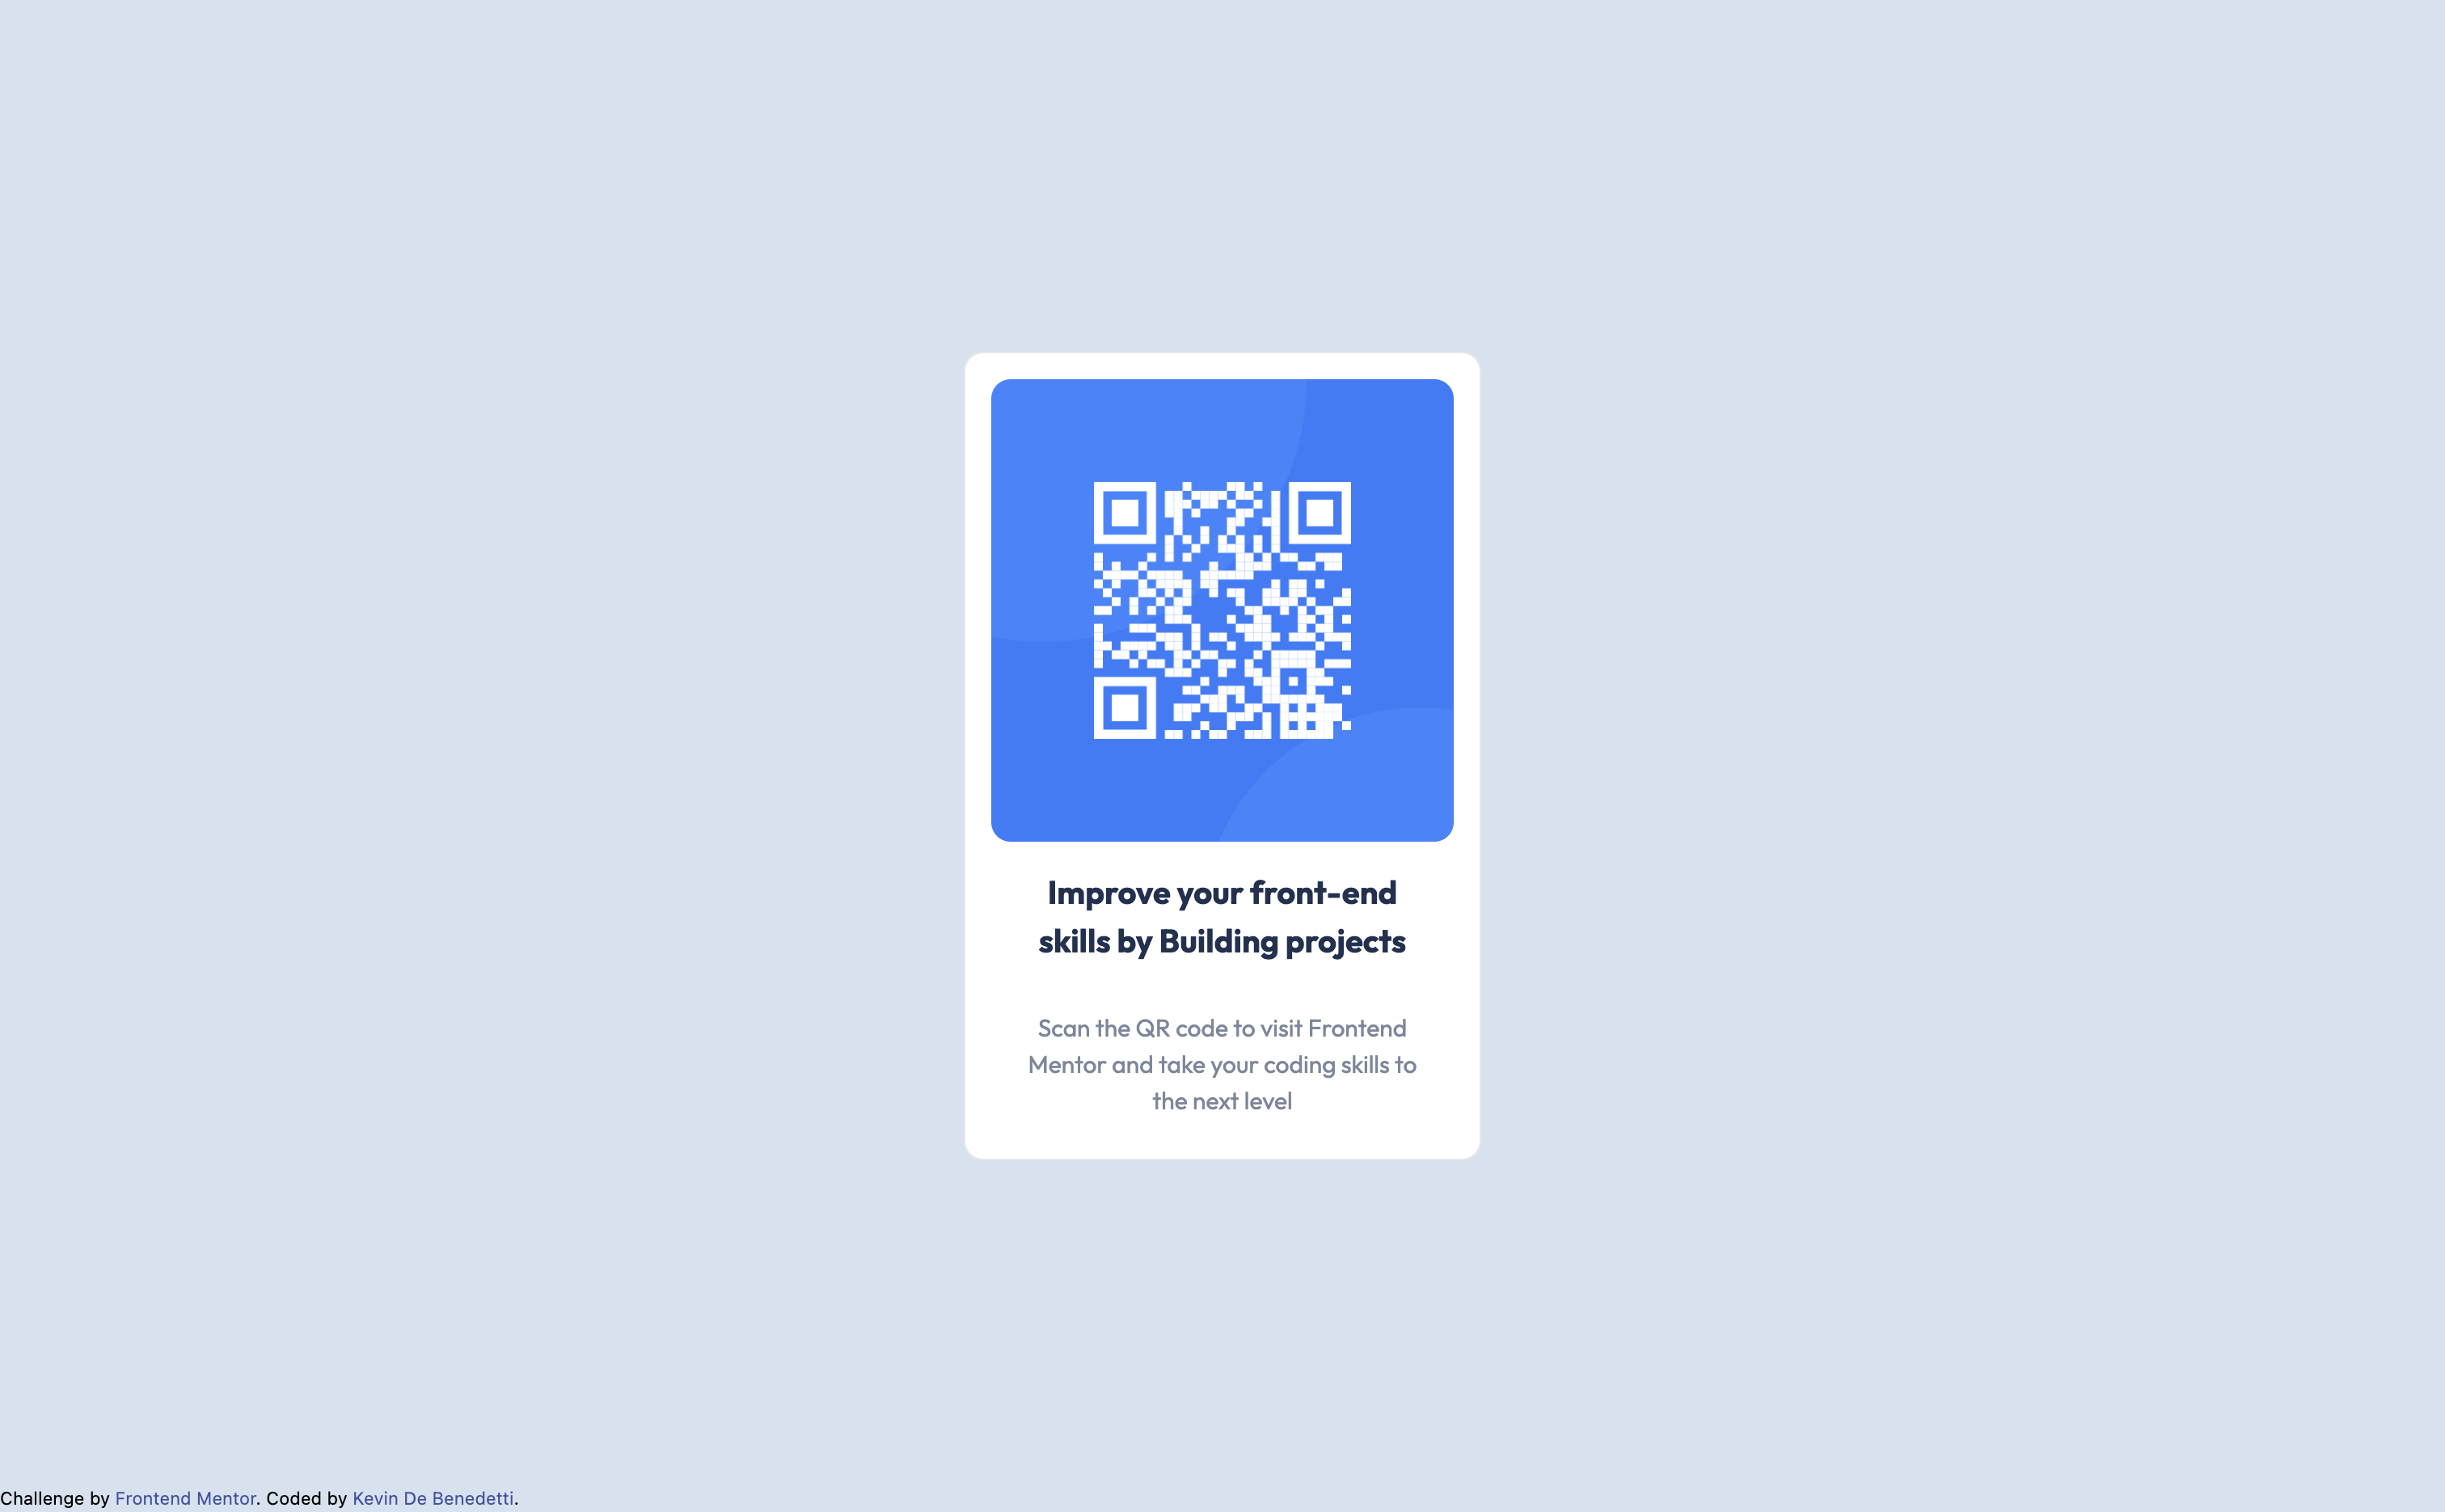 Improve your front-end
skills by Building projects
Scan the QR code to visit Frontend
Mentor and take your coding skills to
the next level
Challenge by Frontend Mentor. Coded by Kevin De Benedetti.